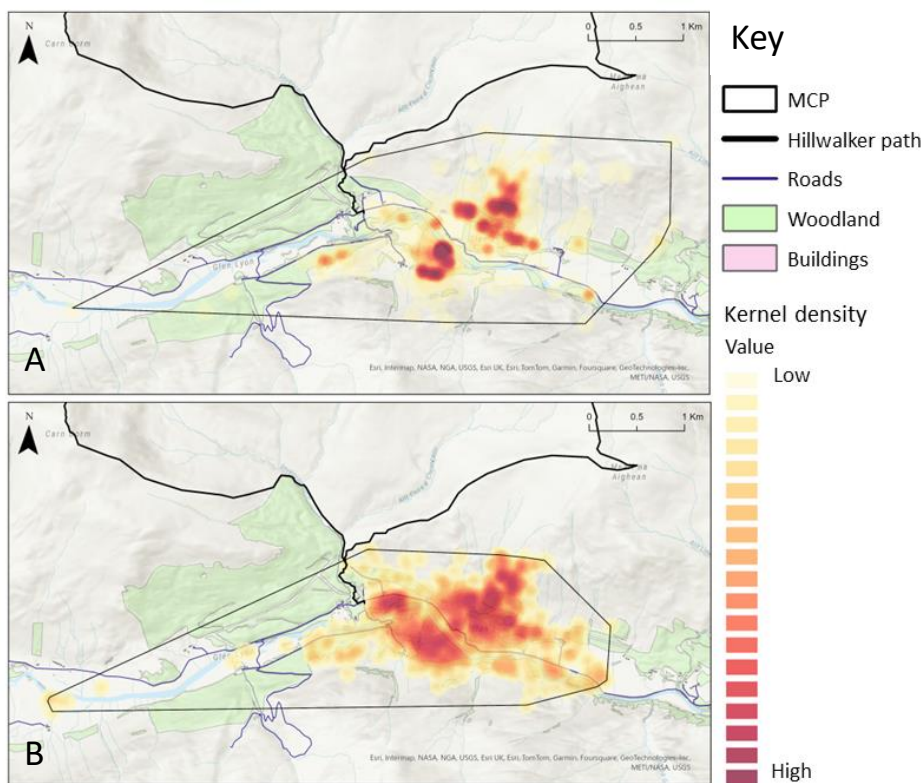 N
Carn Gorm
0 0.5 1 Km
Aighean
Glen Lyon
A
Esri, Intermap, NASA, NGA, USGS, Esri UK, Esri, TomTom, Garmin, Foursquare, GeoTechnologies-Inc,
METI/NASA, USGS
N
Carn Gorm
0 0.5 1 Km
Aighean
B
Esri, Intermap, NASA, NGA, USGS, Esri UK, Esri, TomTom, Garmin, Foursquare, GeoTechnologies-Inc,
METI/NASA, USGS
Key
MCP
Hillwalker path
Roads
Woodland
Buildings
Kernel density
Value
Low
High